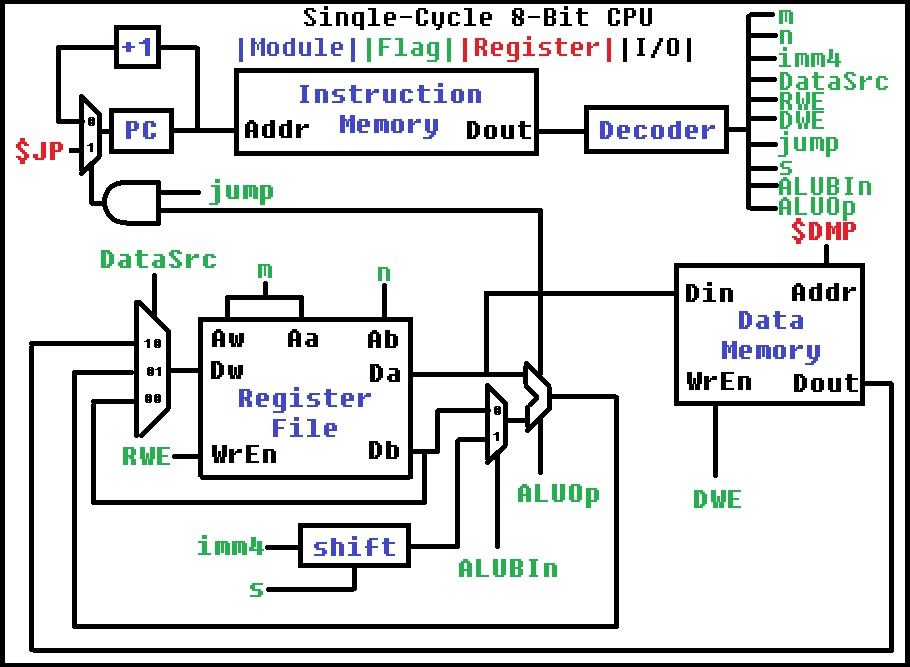 Single-Cycle 8-Bit CPU
|Module||Flag||Register||I/O|
+1
Instruction
Memory
Addr
Dout
PC
0
1
$JP
Decoder
m
n
imm4
DataSrc
RWE
DWE
jump
s
ALUBIn
ALUOp
jump
$DMP
DataSrc
m
n
Din
Addr
Data
Memory
WrEn
Dout
10
01
00
Aw
Aa
Ab
Dw
Da
Register
File
WrEn
Db
RWE
0
1
ALUOp
DWE
imm4
shift
s
ALUBIn